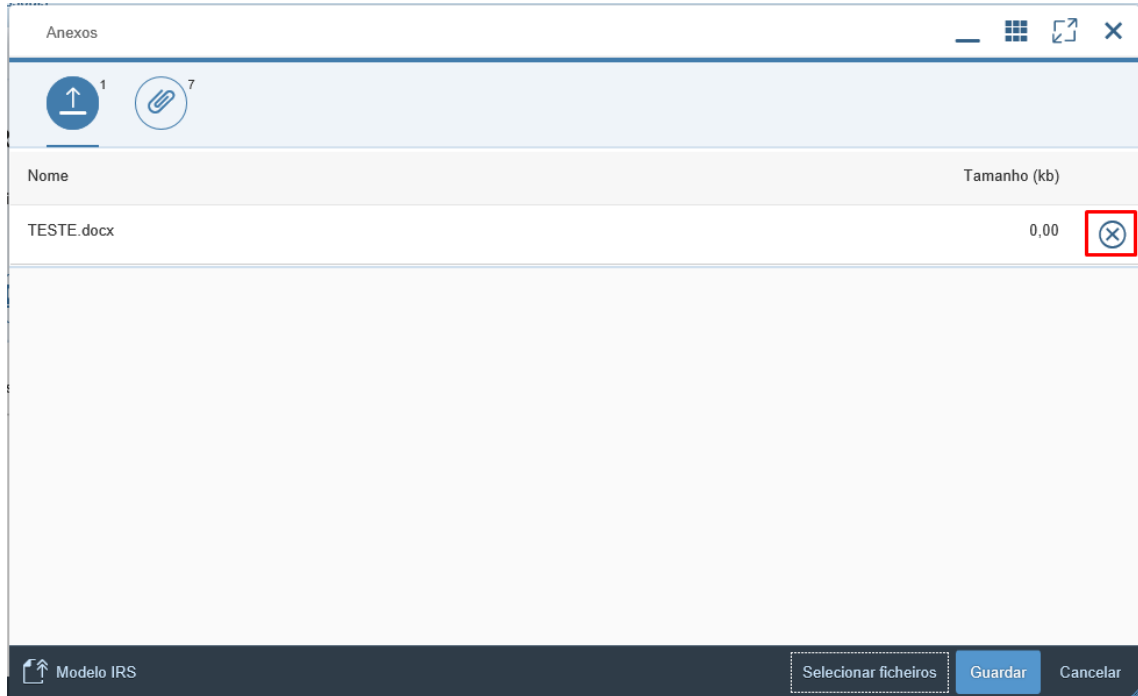 Anexos
1
7
Nome Tamanho (kb)
TESTE.docx 0,00
Modelo IRS Selecionar ficheiros Guardar Cancelar